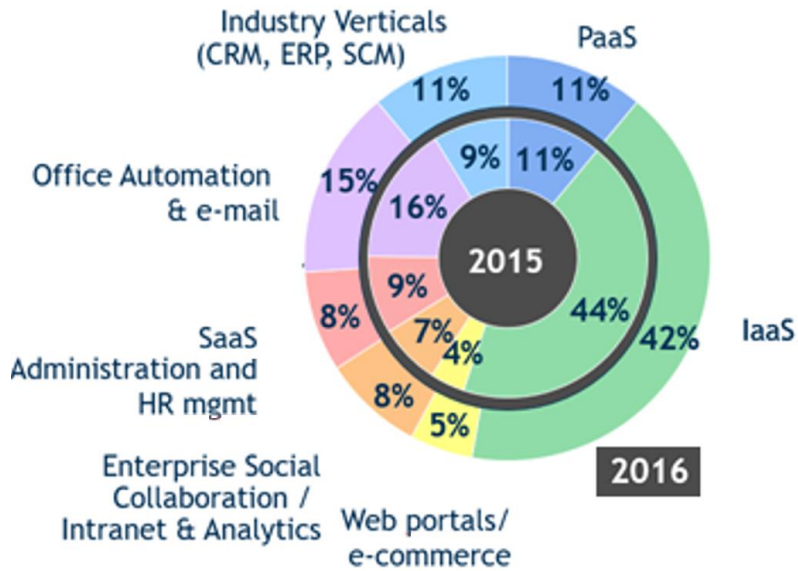 Industry Verticals
(CRM, ERP, SCM)
PaaS
11%
11%
9%
11%
Office Automation
& e-mail
15%
16%
2015
9%
8%
44%
42%
IaaS
7%
4%
SaaS
Administration and
HR mgmt
8%
5%
2016
Enterprise Social
Collaboration /
Intranet & Analytics
Web portals/
e-commerce